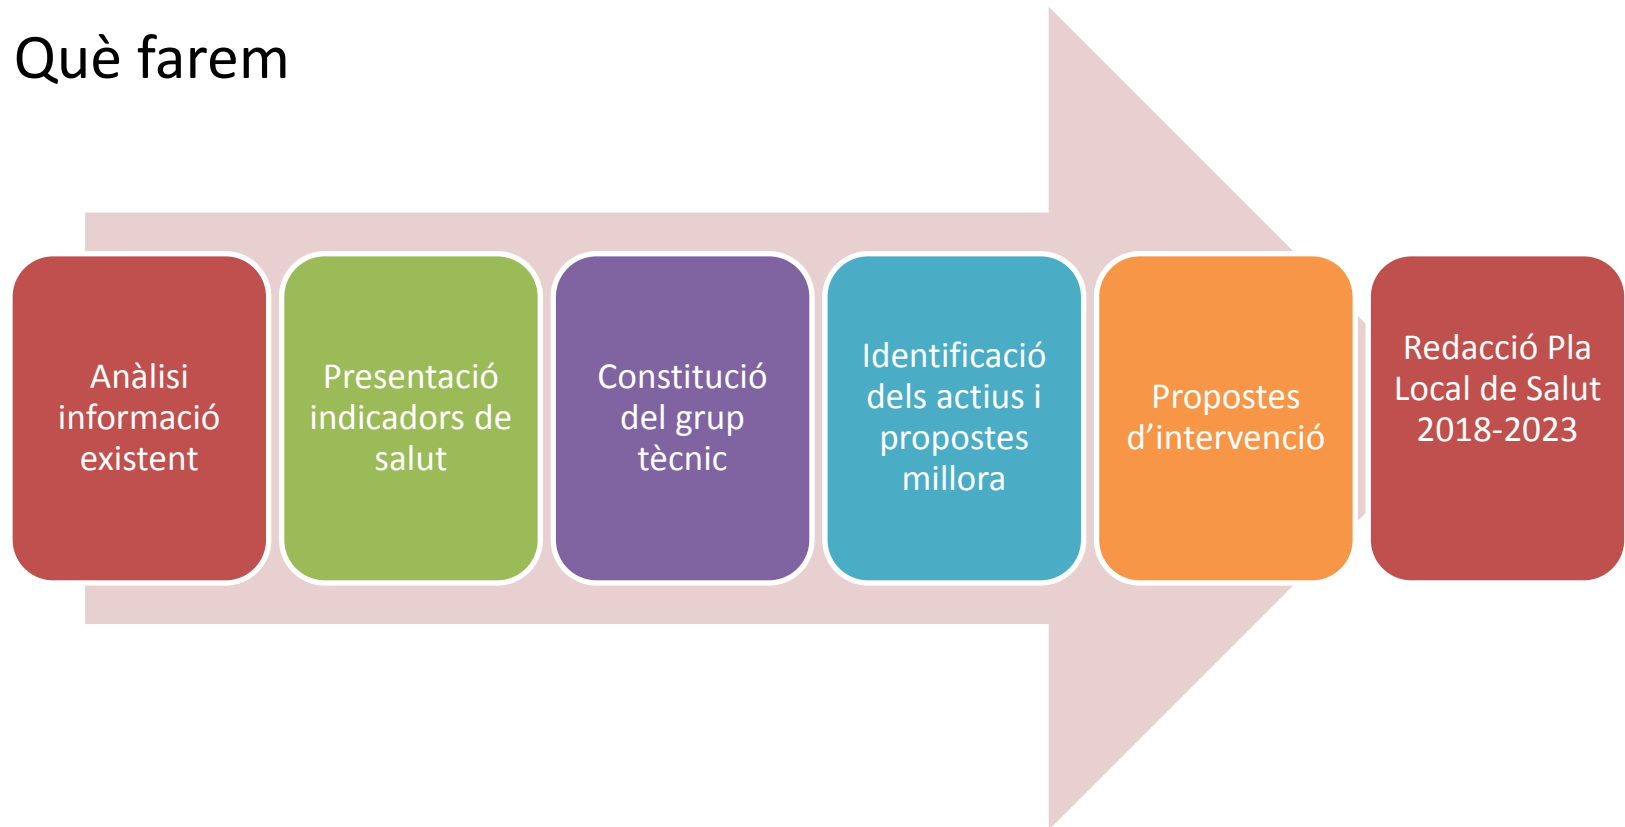 Què farem
Anàlisi
informació
existent
Presentació
indicadors de
salut
Constitució
del grup
tècnic
Identificació
dels actius i
propostes
millora
Propostes
d’intervenció
Redacció Pla
Local de Salut
2018-2023